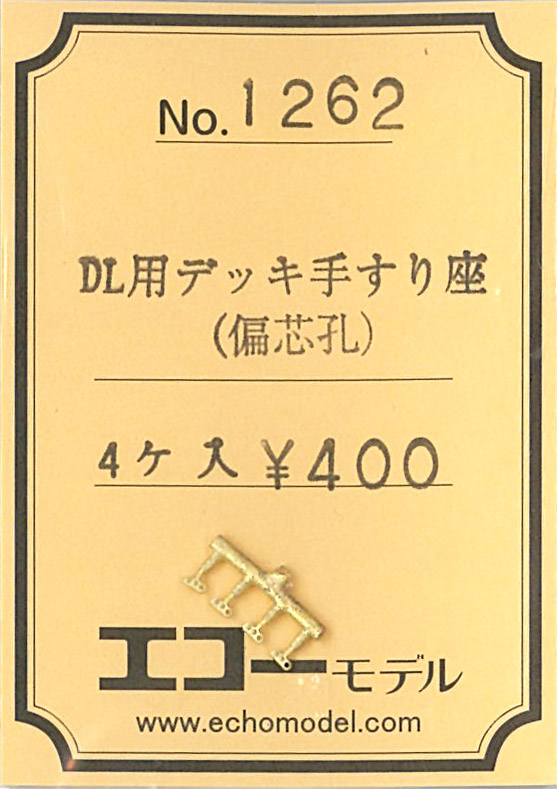 No.1262
DL用デッキ手すり座
(偏芯孔)
4ケ入 ¥400
エコーモデル
www.echomodel.com